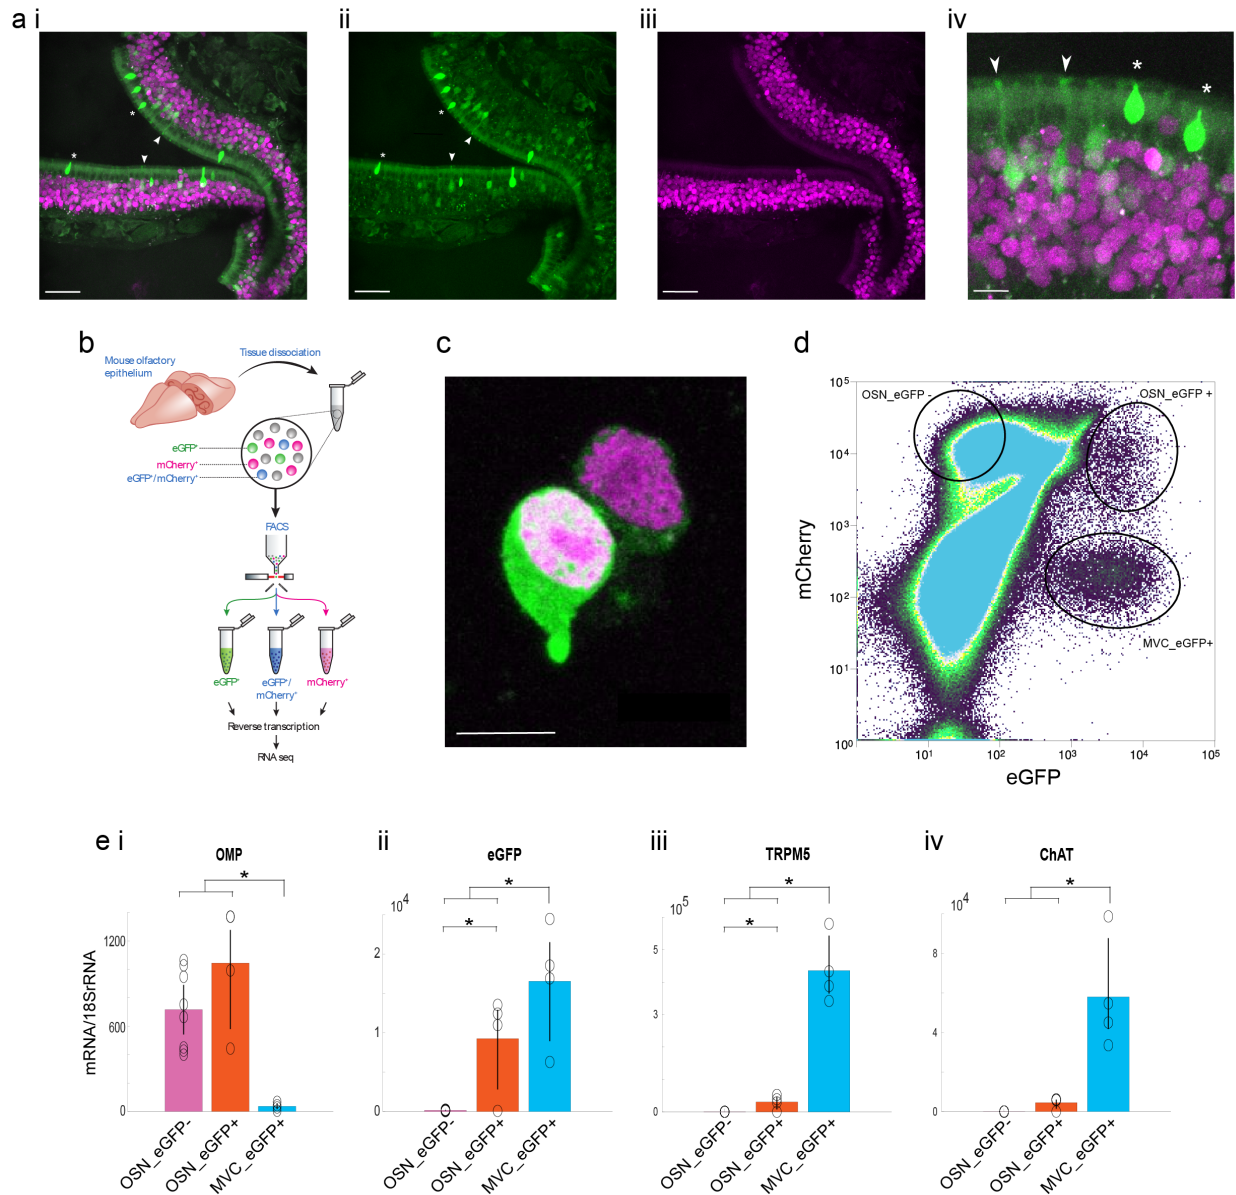 a i
ii
iii
iv
*
*
*
*
*
*
b
Mouse olfactory
epithelium
Tissue dissociation
eGFP⁺
mCherry⁺
eGFP⁺/mCherry⁺
FACS
eGFP⁺
eGFP⁺/
mCherry⁺
mCherry⁺
Reverse transcription
RNA seq
c
d
OSN_eGFP -
OSN_eGFP +
MVC_eGFP+
mCherry
10⁵
10⁴
10³
10²
10¹
10⁰
10¹
10²
10³
10⁴
10⁵
eGFP
e i
OMP
*
mRNA/18SrRNA
1200
600
0
OSN_eGFP-
OSN_eGFP+
MVC_eGFP+
ii
eGFP
10⁴
*
*
2
1
0
OSN_eGFP-
OSN_eGFP+
MVC_eGFP+
iii
TRPM5
10⁵
*
*
5
3
0
OSN_eGFP-
OSN_eGFP+
MVC_eGFP+
iv
ChAT
10⁴
*
8
4
0
OSN_eGFP-
OSN_eGFP+
MVC_eGFP+